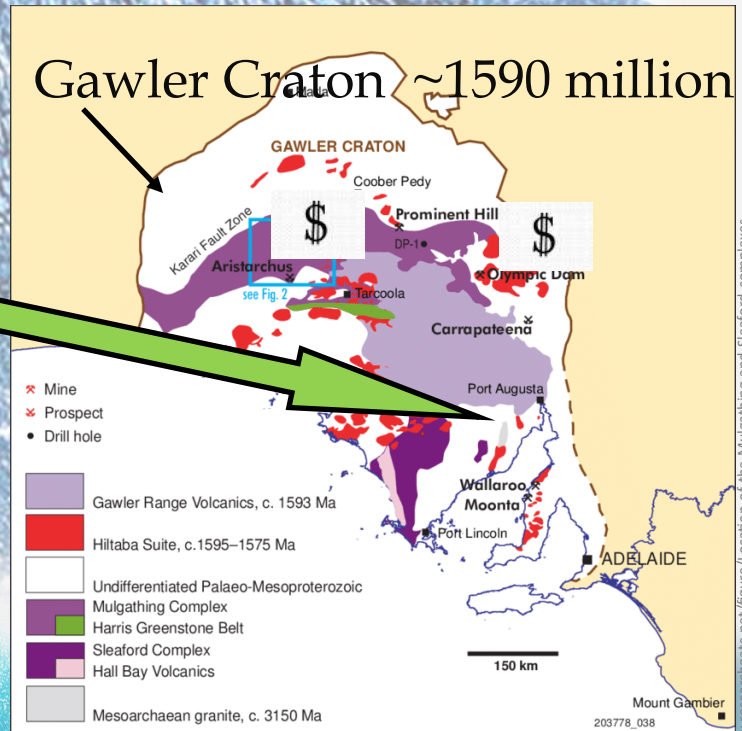 Gawler Craton ~1590 million
Marla
GAWLER CRATON
Coober Pedy
Karari Fault Zone
$
Prominent Hill
$
DP-1
Aristarchus
Olympic Dam
see Fig. 2
Tarcoola
Carrapateena
Port Augusta
Mine
Prospect
Drill hole
Wallaroo
Moonta
Gawler Range Volcanics, c. 1593 Ma
Hiltaba Suite, c.1595–1575 Ma
Port Lincoln
ADELAIDE
Undifferentiated Palaeo-Mesoproterozoic
Mulgathing Complex
Harris Greenstone Belt
Sleaford Complex
Hall Bay Volcanics
150 km
Mesoarchaean granite, c. 3150 Ma
Mount Gambier
203778_038